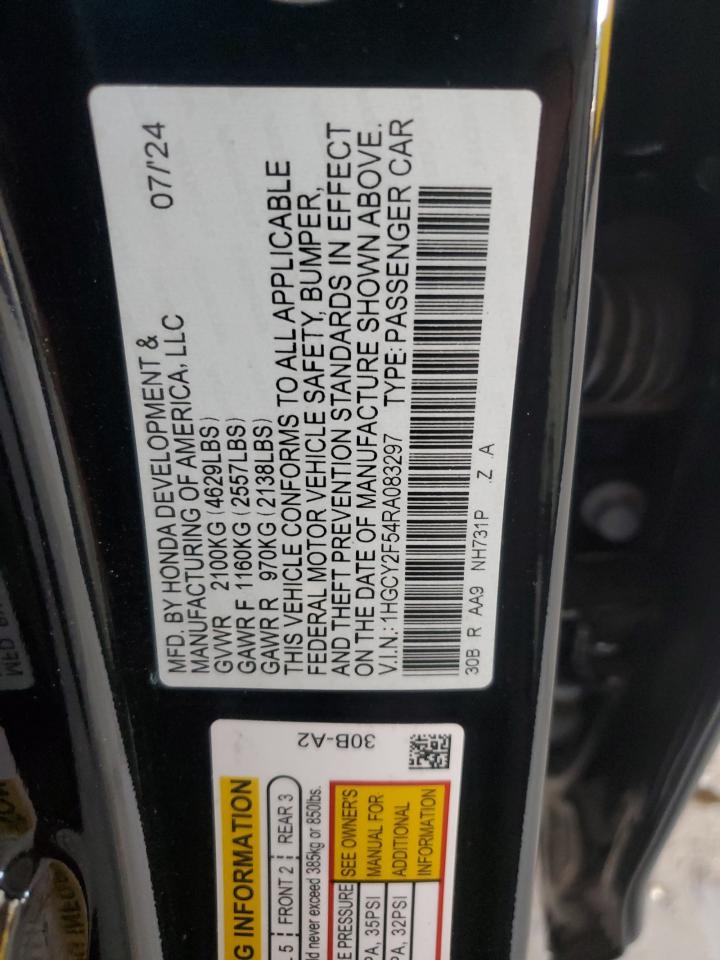 07/'24
MFD. BY HONDA DEVELOPMENT &
MANUFACTURING OF AMERICA, LLC
GVWR 2100KG (4629LBS)
GAWR F 1160KG (2557LBS)
GAWR R 970KG (2138LBS)
THIS VEHICLE CONFORMS TO ALL APPLICABLE
FEDERAL MOTOR VEHICLE SAFETY, BUMPER,
AND THEFT PREVENTION STANDARDS IN EFFECT
ON THE DATE OF MANUFACTURE SHOWN ABOVE.
V.I.N.: 1HGCY2F54RA083297 TYPE: PASSENGER CAR
30B R AA9 NH731P .Z .A
30B-A2
G INFORMATION
5 FRONT 2 REAR 3
ld never exceed 385kg or 850lbs.
E PRESSURE
PA, 35PSI
PA, 32PSI
SEE OWNER'S
MANUAL FOR
ADDITIONAL
INFORMATION